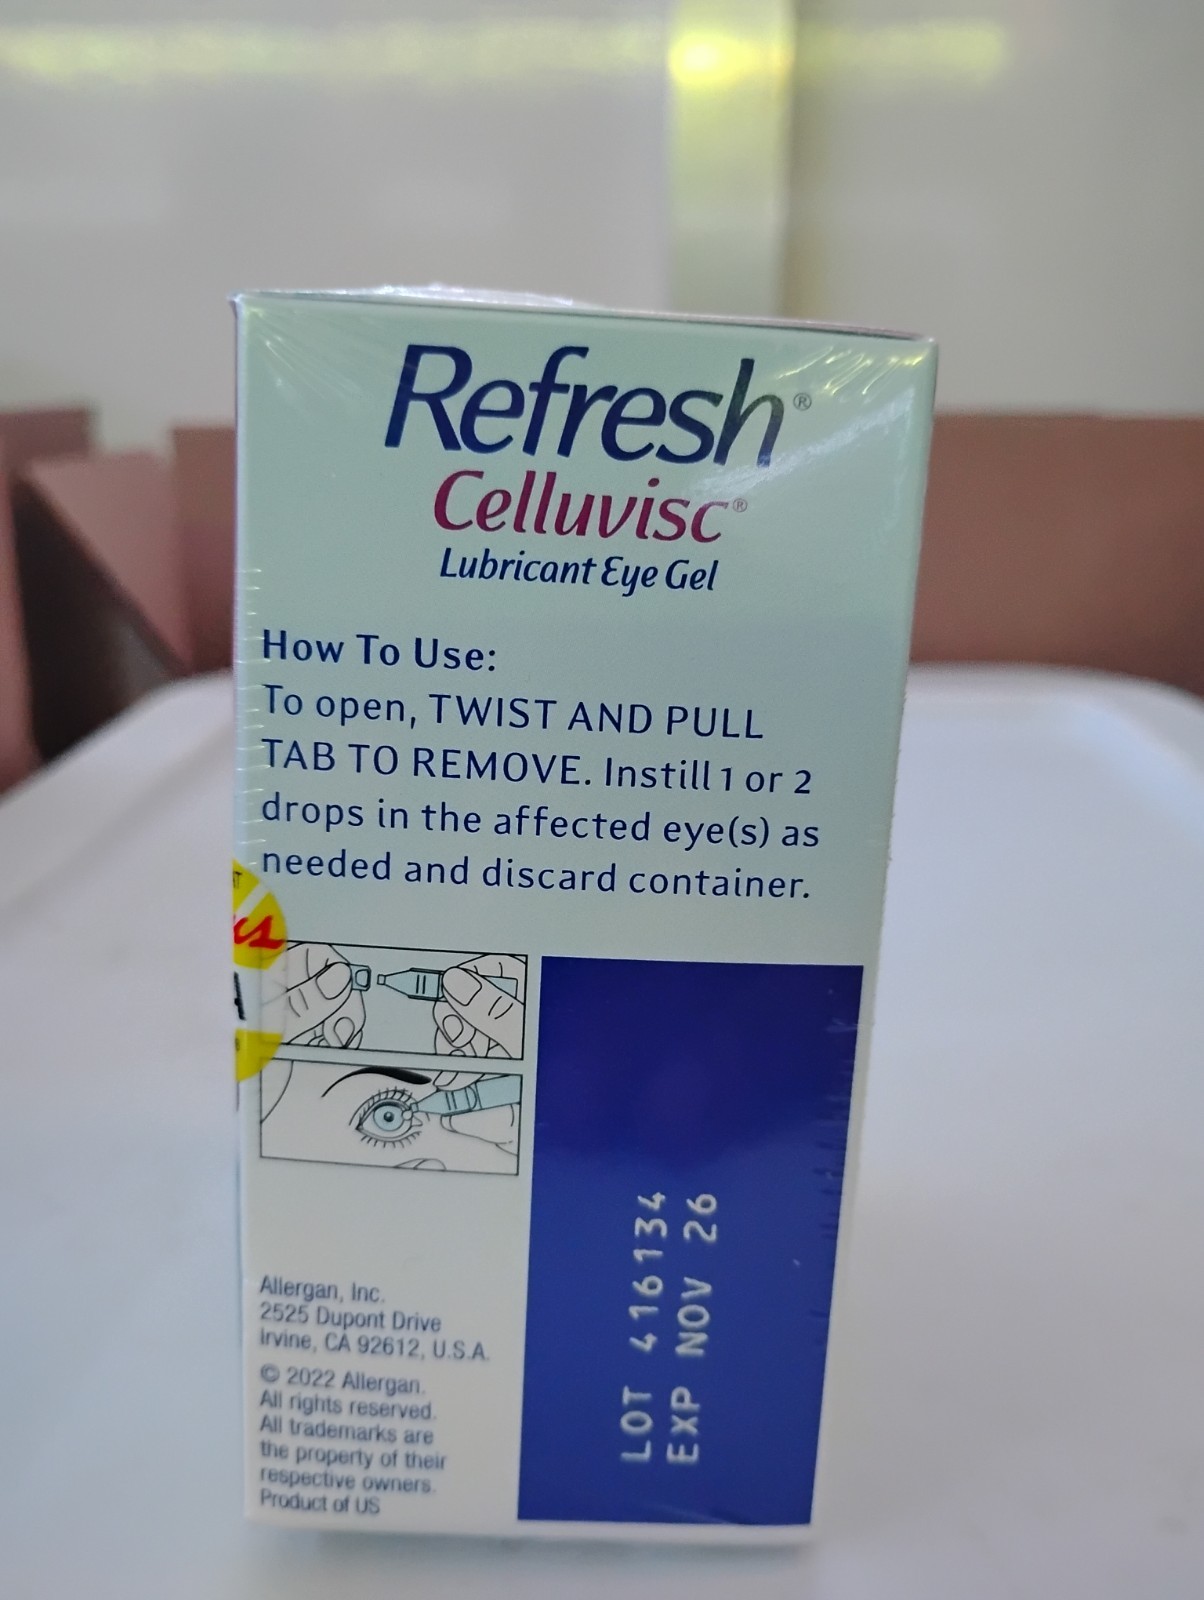 Refresh®
Celluvisc®
Lubricant Eye Gel
How To Use:
To open, TWIST AND PULL
TAB TO REMOVE. Instill 1 or 2
drops in the affected eye(s) as
needed and discard container.
LOT 416134
EXP NOV 26
Allergan, Inc.
2525 Dupont Drive
Irvine, CA 92612, U.S.A.
© 2022 Allergan.
All rights reserved.
All trademarks are
the property of their
respective owners.
Product of US